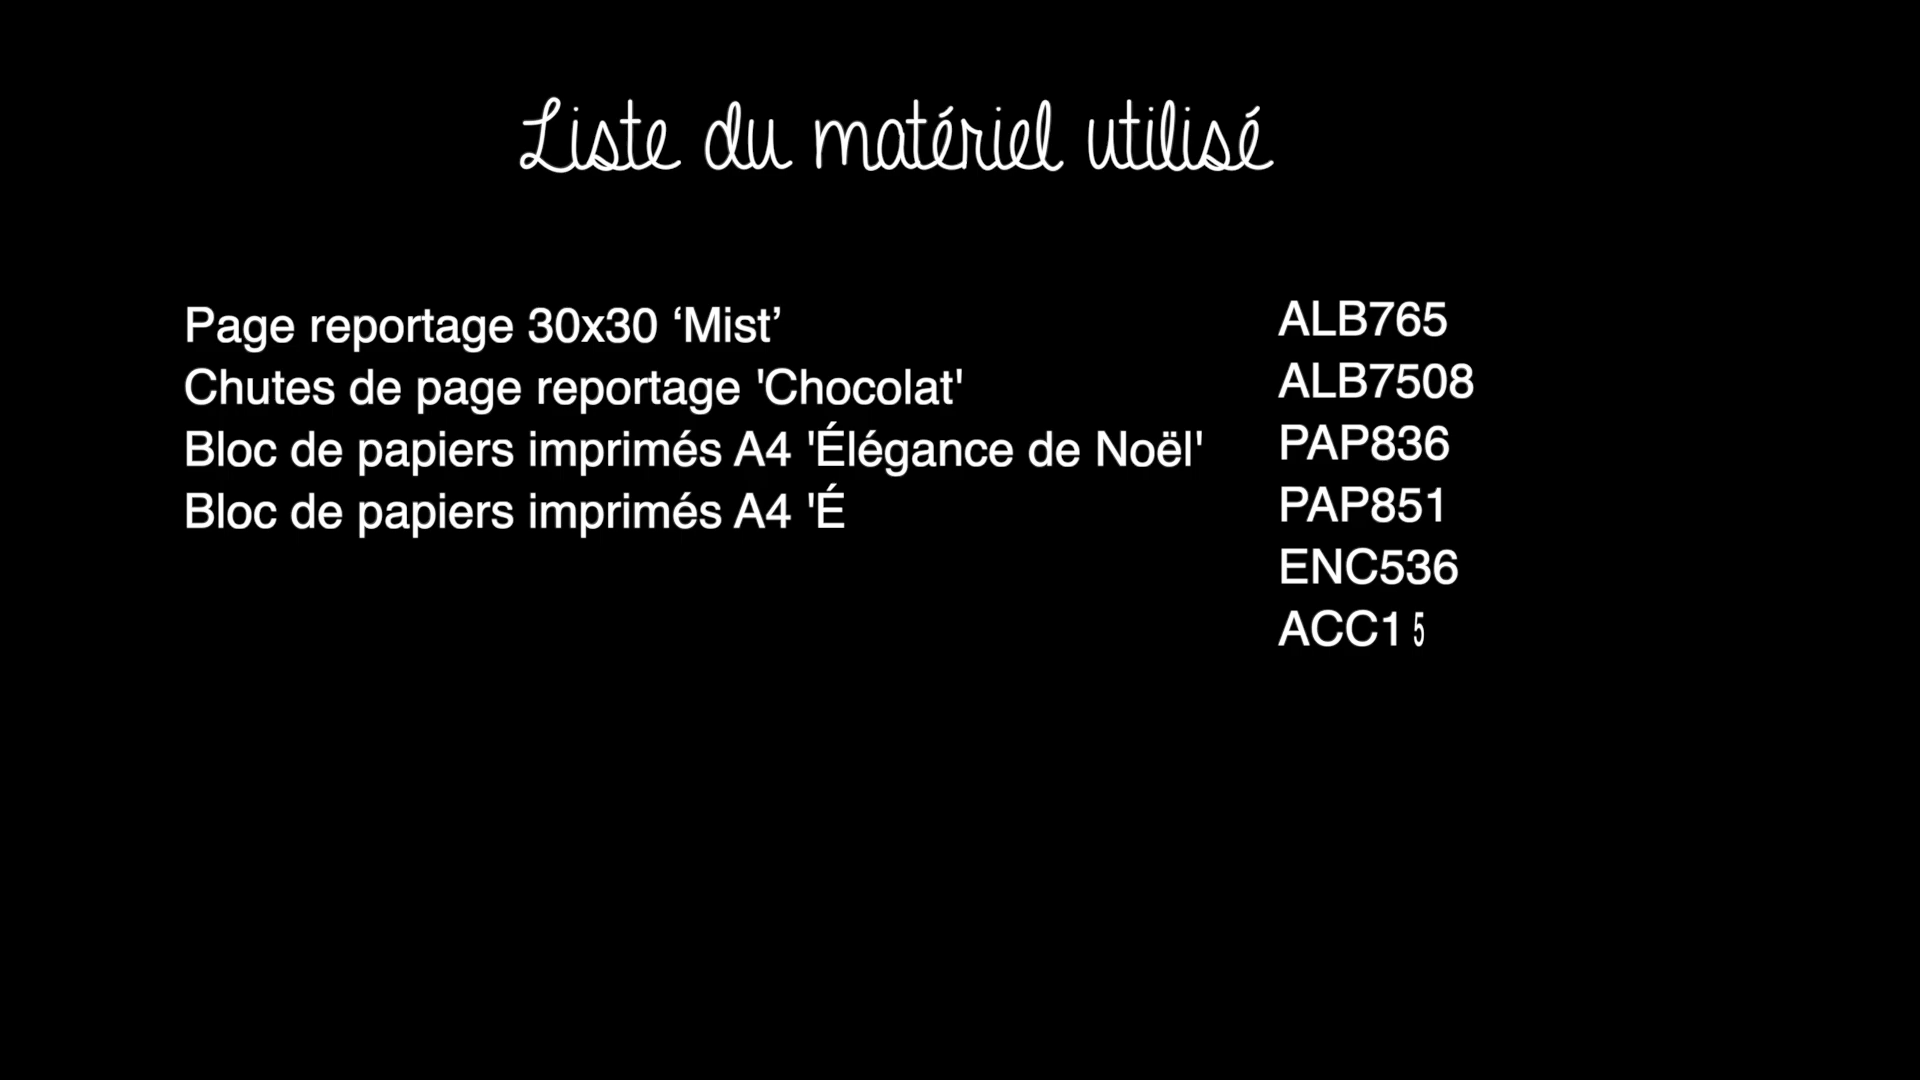 Liste du matériel utilisé
Page reportage 30x30 ‘Mist’ ALB765
Chutes de page reportage 'Chocolat' ALB7508
Bloc de papiers imprimés A4 'Élégance de Noël' PAP836
Bloc de papiers imprimés A4 'É PAP851
ENC536
ACC15